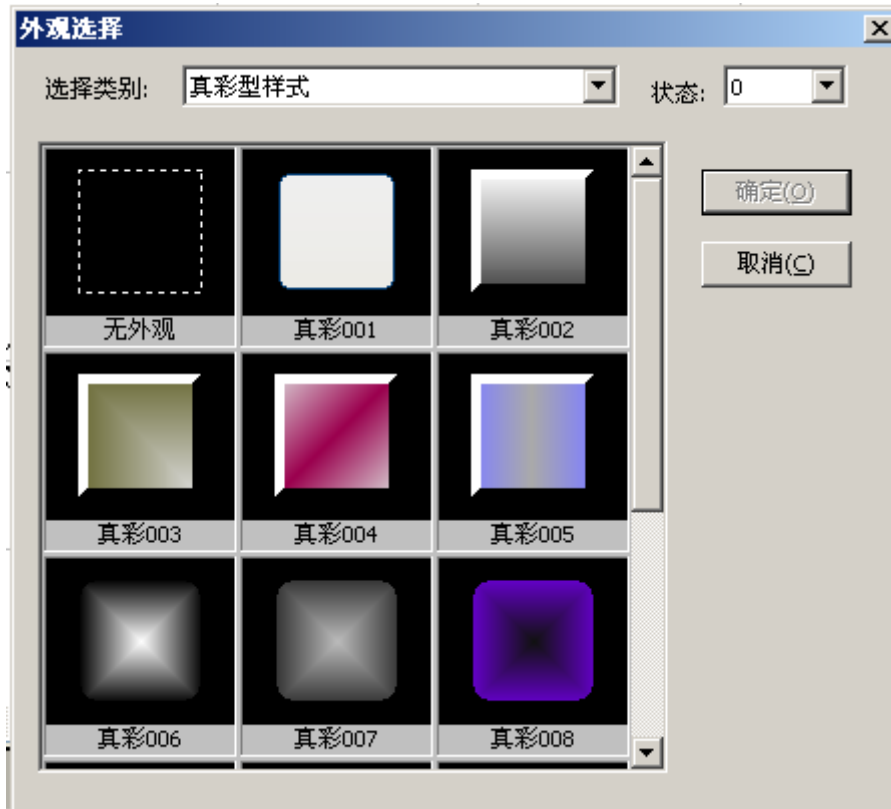 外观选择
选择类别: 真彩型样式 状态: 0
确定(O)
取消(C)
无外观 真彩001 真彩002
真彩003 真彩004 真彩005
真彩006 真彩007 真彩008